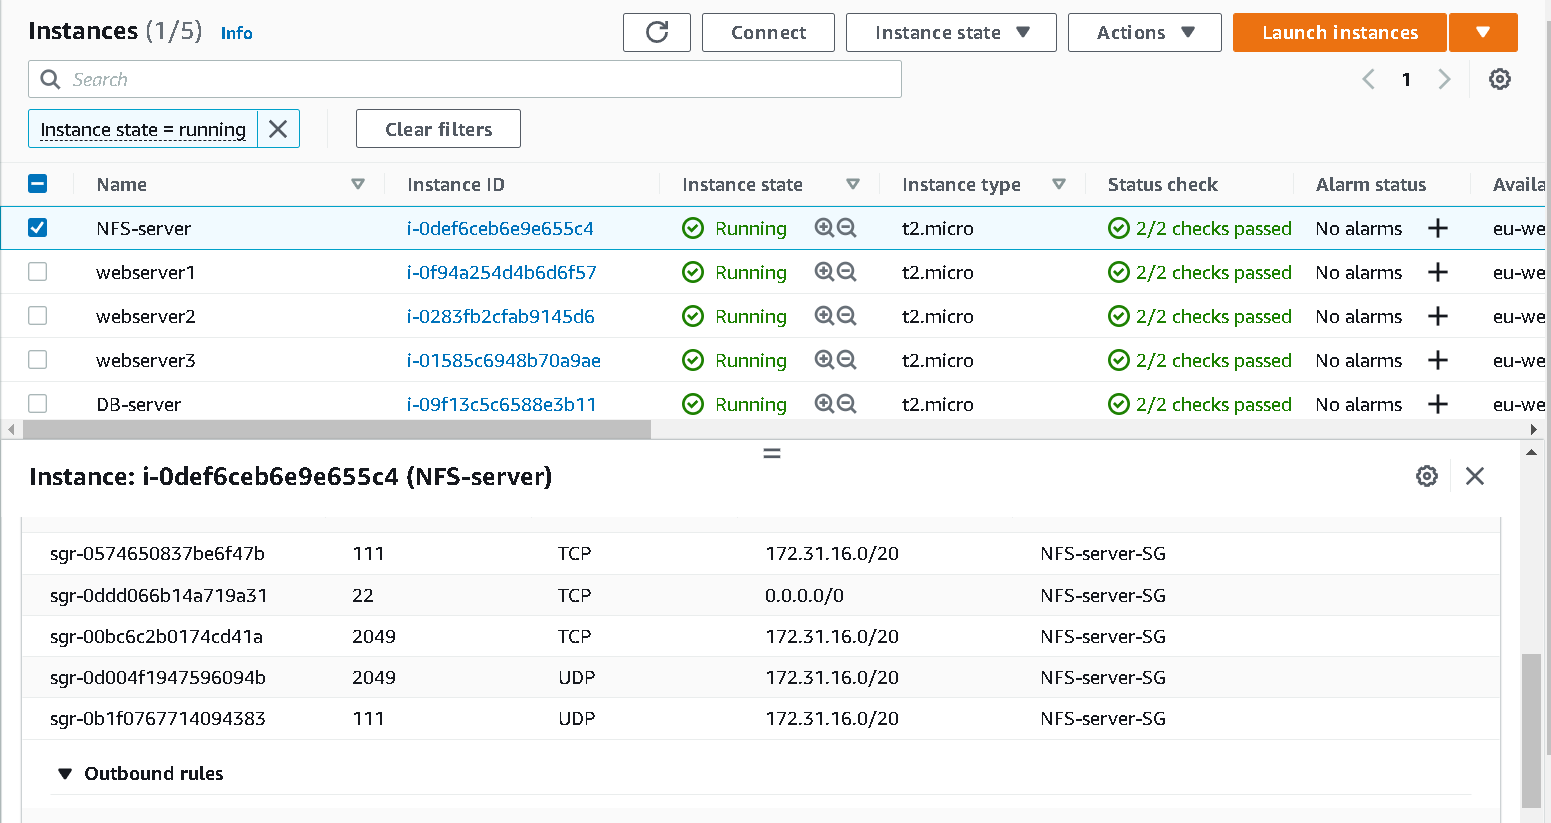 Instances (1/5) Info
Connect Instance state Actions Launch instances
Search
1
Instance state = running Clear filters
Name Instance ID Instance state Instance type Status check Alarm status Availa
NFS-server i-0def6ceb6e9e655c4 Running t2.micro 2/2 checks passed No alarms eu-we
webserver1 i-0f94a254d4b6d6f57 Running t2.micro 2/2 checks passed No alarms eu-we
webserver2 i-0283fb2cfab9145d6 Running t2.micro 2/2 checks passed No alarms eu-we
webserver3 i-01585c6948b70a9ae Running t2.micro 2/2 checks passed No alarms eu-we
DB-server i-09f13c5c6588e3b11 Running t2.micro 2/2 checks passed No alarms eu-we
Instance: i-0def6ceb6e9e655c4 (NFS-server)
sgr-0574650837be6f47b 111 TCP 172.31.16.0/20 NFS-server-SG
sgr-0ddd066b14a719a31 22 TCP 0.0.0.0/0 NFS-server-SG
sgr-00bc6c2b0174cd41a 2049 TCP 172.31.16.0/20 NFS-server-SG
sgr-0d004f1947596094b 2049 UDP 172.31.16.0/20 NFS-server-SG
sgr-0b1f0767714094383 111 UDP 172.31.16.0/20 NFS-server-SG
Outbound rules